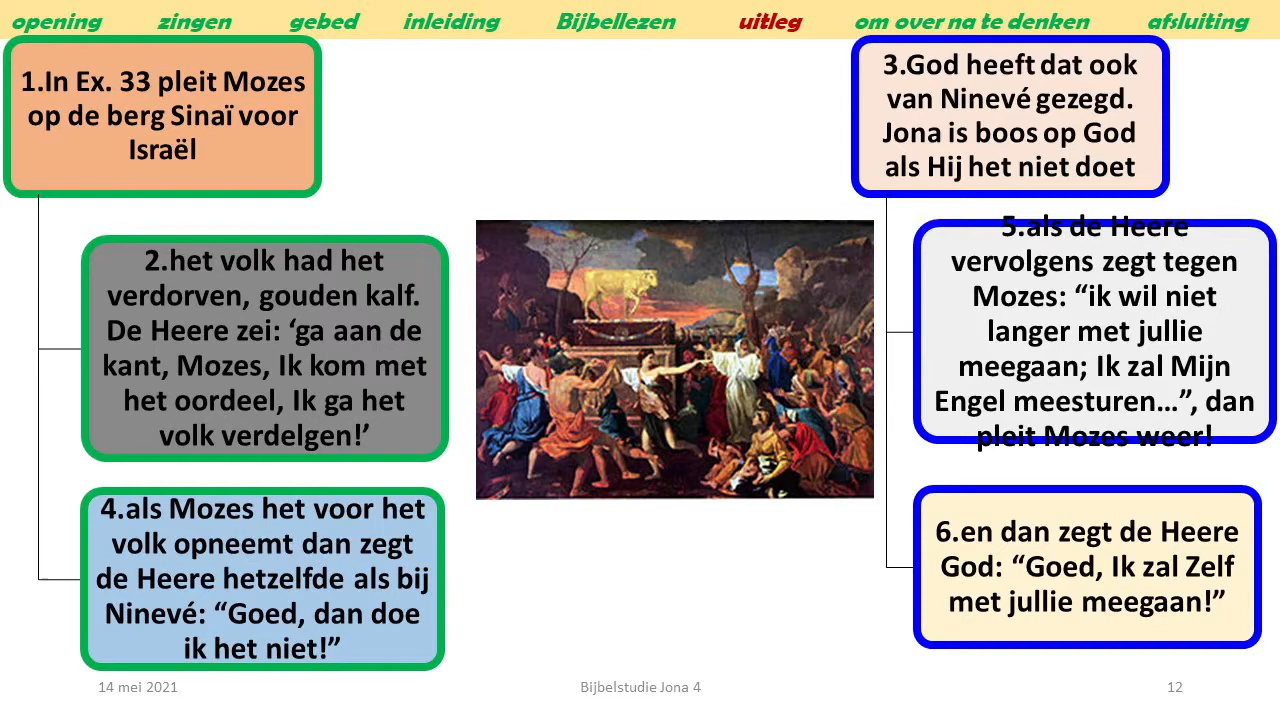 opening zingen gebed inleiding Bijbellezen uitleg om over na te denken afsluiting
1.In Ex. 33 pleit Mozes
op de berg Sinaï voor
Israël
2.het volk had het
verdorven, gouden kalf.
De Heere zei: ‘ga aan de
kant, Mozes, Ik kom met
het oordeel, Ik ga het
volk verdelgen!’
4.als Mozes het voor het
volk opneemt dan zegt
de Heere hetzelfde als bij
Ninevé: “Goed, dan doe
ik het niet!”
3.God heeft dat ook
van Ninevé gezegd.
Jona is boos op God
als Hij het niet doet
5.als de Heere
vervolgens zegt tegen
Mozes: “ik wil niet
langer met jullie
meegaan; Ik zal Mijn
Engel meesturen…”, dan
pleit Mozes weer!
6.en dan zegt de Heere
God: “Goed, Ik zal Zelf
met jullie meegaan!”
14 mei 2021
Bijbelstudie Jona 4
12